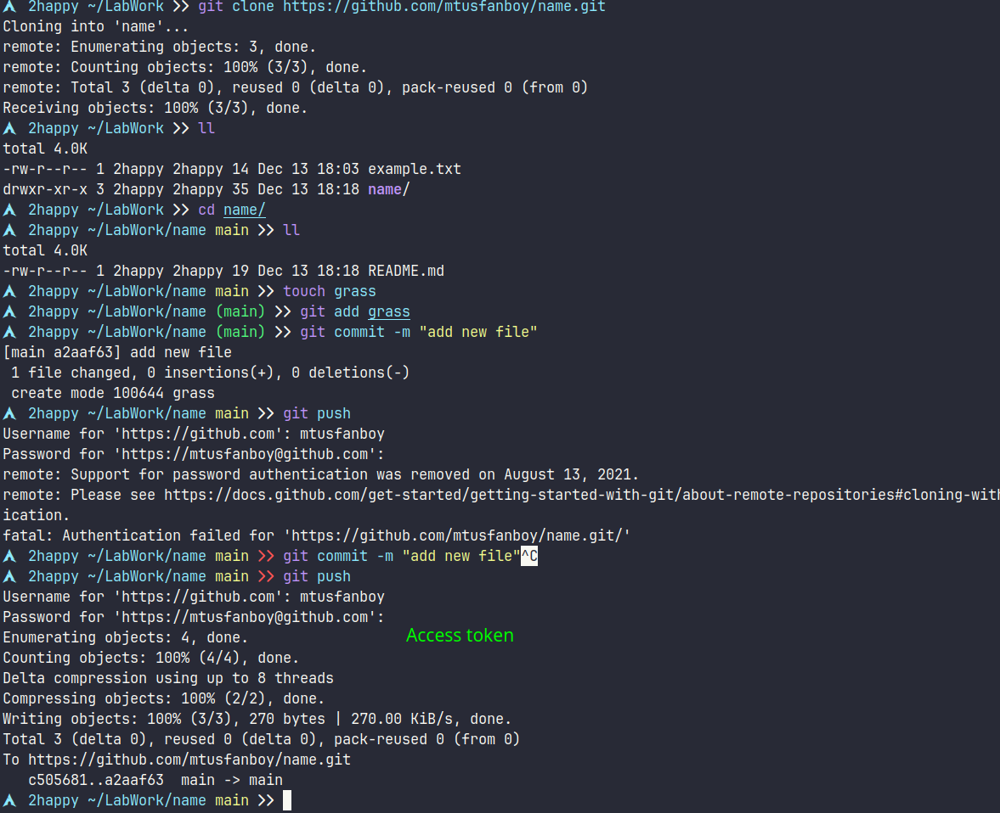 2happy ~/LabWork >> git clone https://github.com/mtusfanboy/name.git
Cloning into 'name'...
remote: Enumerating objects: 3, done.
remote: Counting objects: 100% (3/3), done.
remote: Total 3 (delta 0), reused 0 (delta 0), pack-reused 0 (from 0)
Receiving objects: 100% (3/3), done.
2happy ~/LabWork >> ll
total 4.0K
-rw-r--r-- 1 2happy 2happy 14 Dec 13 18:03 example.txt
drwxr-xr-x 3 2happy 2happy 35 Dec 13 18:18 name/
2happy ~/LabWork >> cd name/
2happy ~/LabWork/name main >> ll
total 4.0K
-rw-r--r-- 1 2happy 2happy 19 Dec 13 18:18 README.md
2happy ~/LabWork/name main >> touch grass
2happy ~/LabWork/name (main) >> git add grass
2happy ~/LabWork/name (main) >> git commit -m "add new file"
[main a2aaf63] add new file
 1 file changed, 0 insertions(+), 0 deletions(-)
 create mode 100644 grass
2happy ~/LabWork/name main >> git push
Username for 'https://github.com': mtusfanboy
Password for 'https://mtusfanboy@github.com':
remote: Support for password authentication was removed on August 13, 2021.
remote: Please see https://docs.github.com/get-started/getting-started-with-git/about-remote-repositories#cloning-with
ication.
fatal: Authentication failed for 'https://github.com/mtusfanboy/name.git/'
2happy ~/LabWork/name main >> git commit -m "add new file"^C
2happy ~/LabWork/name main >> git push
Username for 'https://github.com': mtusfanboy
Password for 'https://mtusfanboy@github.com':
Enumerating objects: 4, done.
Access token
Counting objects: 100% (4/4), done.
Delta compression using up to 8 threads
Compressing objects: 100% (2/2), done.
Writing objects: 100% (3/3), 270 bytes | 270.00 KiB/s, done.
Total 3 (delta 0), reused 0 (delta 0), pack-reused 0 (from 0)
To https://github.com/mtusfanboy/name.git
   c505681..a2aaf63  main -> main
2happy ~/LabWork/name main >>